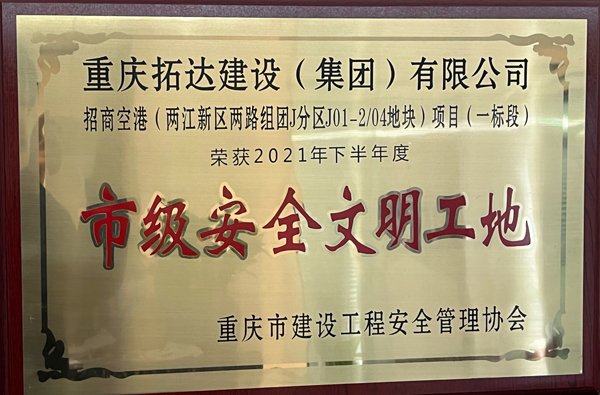 重庆拓达建设（集团）有限公司
招商空港（两江新区两路组团J分区J01-2/04地块）项目（一标段）
荣获2021年下半年度
市级安全文明工地
重庆市建设工程安全管理协会